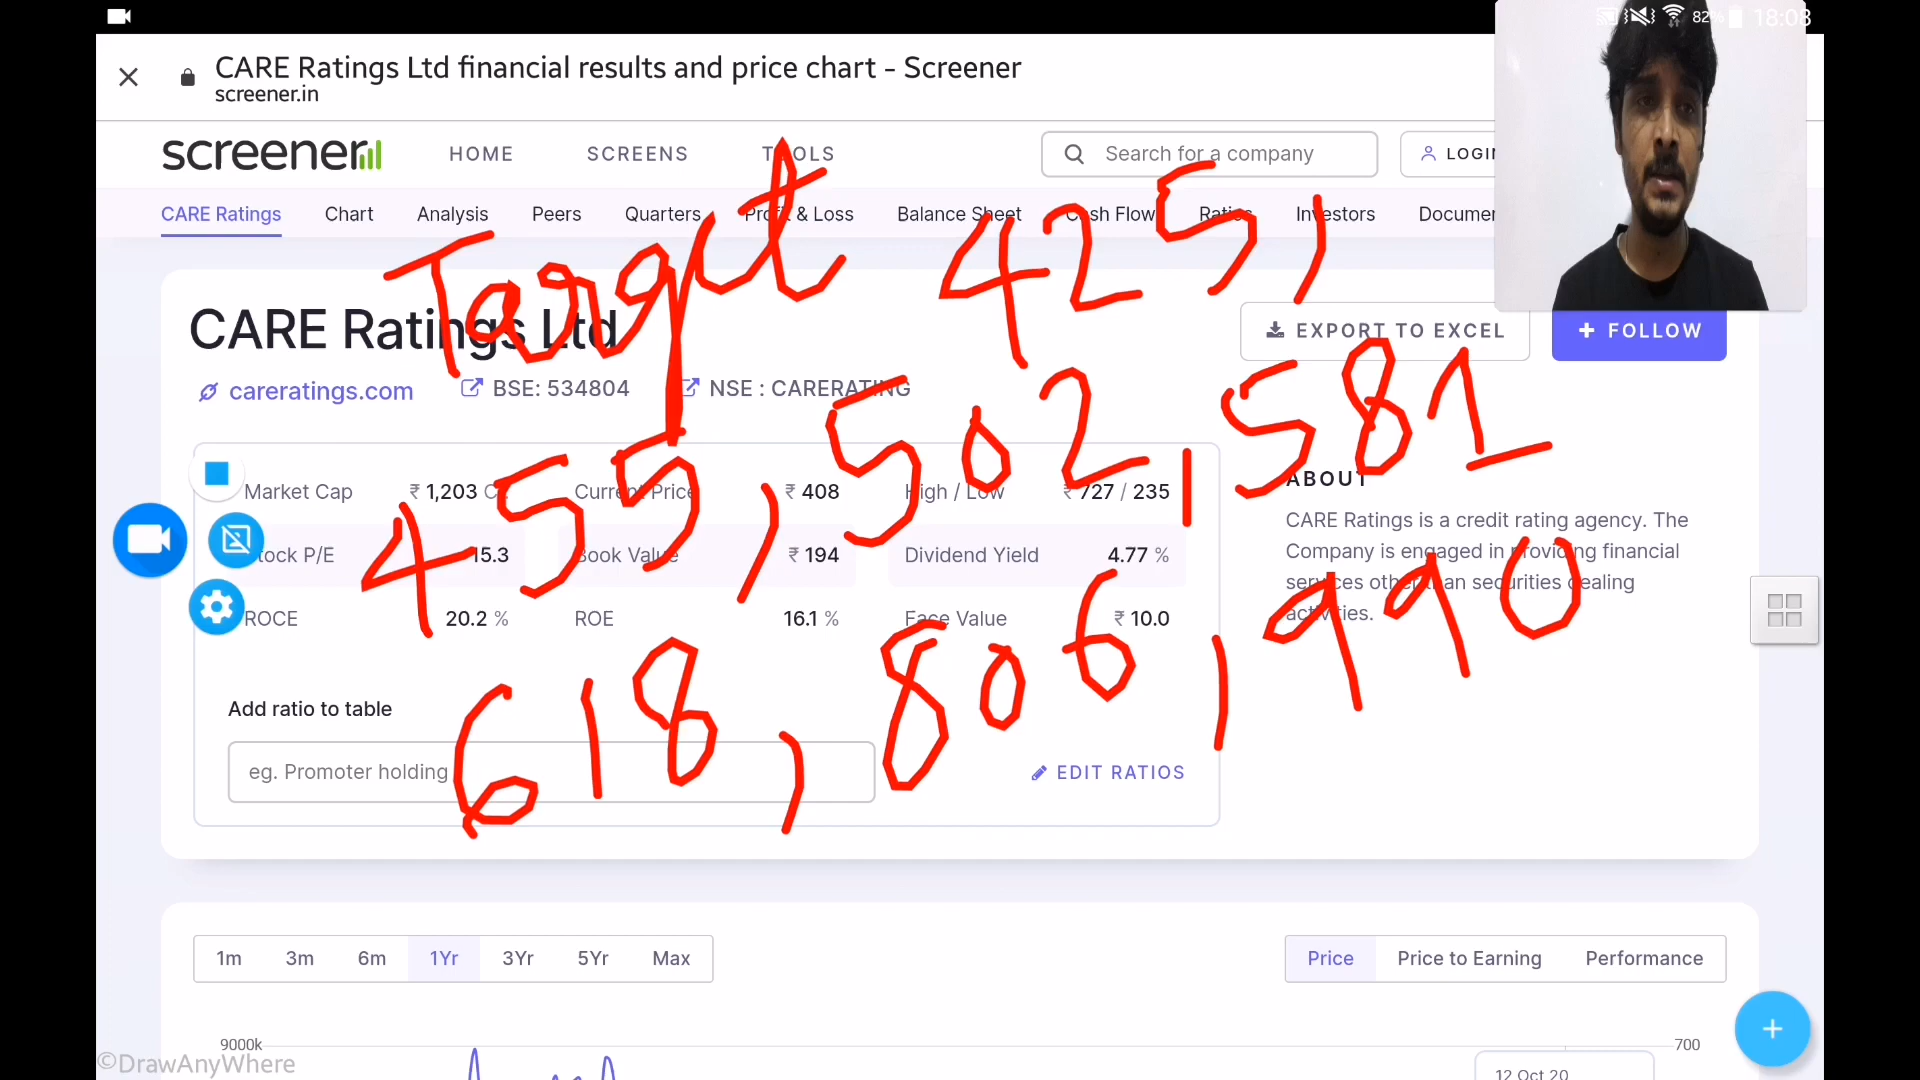 82% 18:08
CARE Ratings Ltd financial results and price chart - Screener
screener.in
screener HOME SCREENS TOOLS Search for a company LOGIN
CARE Ratings Chart Analysis Peers Quarters Profit & Loss Balance Sheet Cash Flow Ratios Investors Documen
Target 425,
CARE Ratings Ltd
EXPORT TO EXCEL + FOLLOW
careratings.com BSE: 534804 NSE : CARERATING
455, 502, 581
Market Cap ₹ 1,203 Cr. Current Price ₹ 408 High / Low ₹ 727 / 235
Stock P/E 15.3 Book Value ₹ 194 Dividend Yield 4.77 %
ROCE 20.2 % ROE 16.1 % Face Value ₹ 10.0
ABOUT
CARE Ratings is a credit rating agency. The
Company is engaged in providing financial
services other than securities dealing
activities.
618, 806, 990
Add ratio to table
eg. Promoter holding
EDIT RATIOS
1m 3m 6m 1Yr 3Yr 5Yr Max
Price Price to Earning Performance
9000k 700
12 Oct 20
©DrawAnyWhere